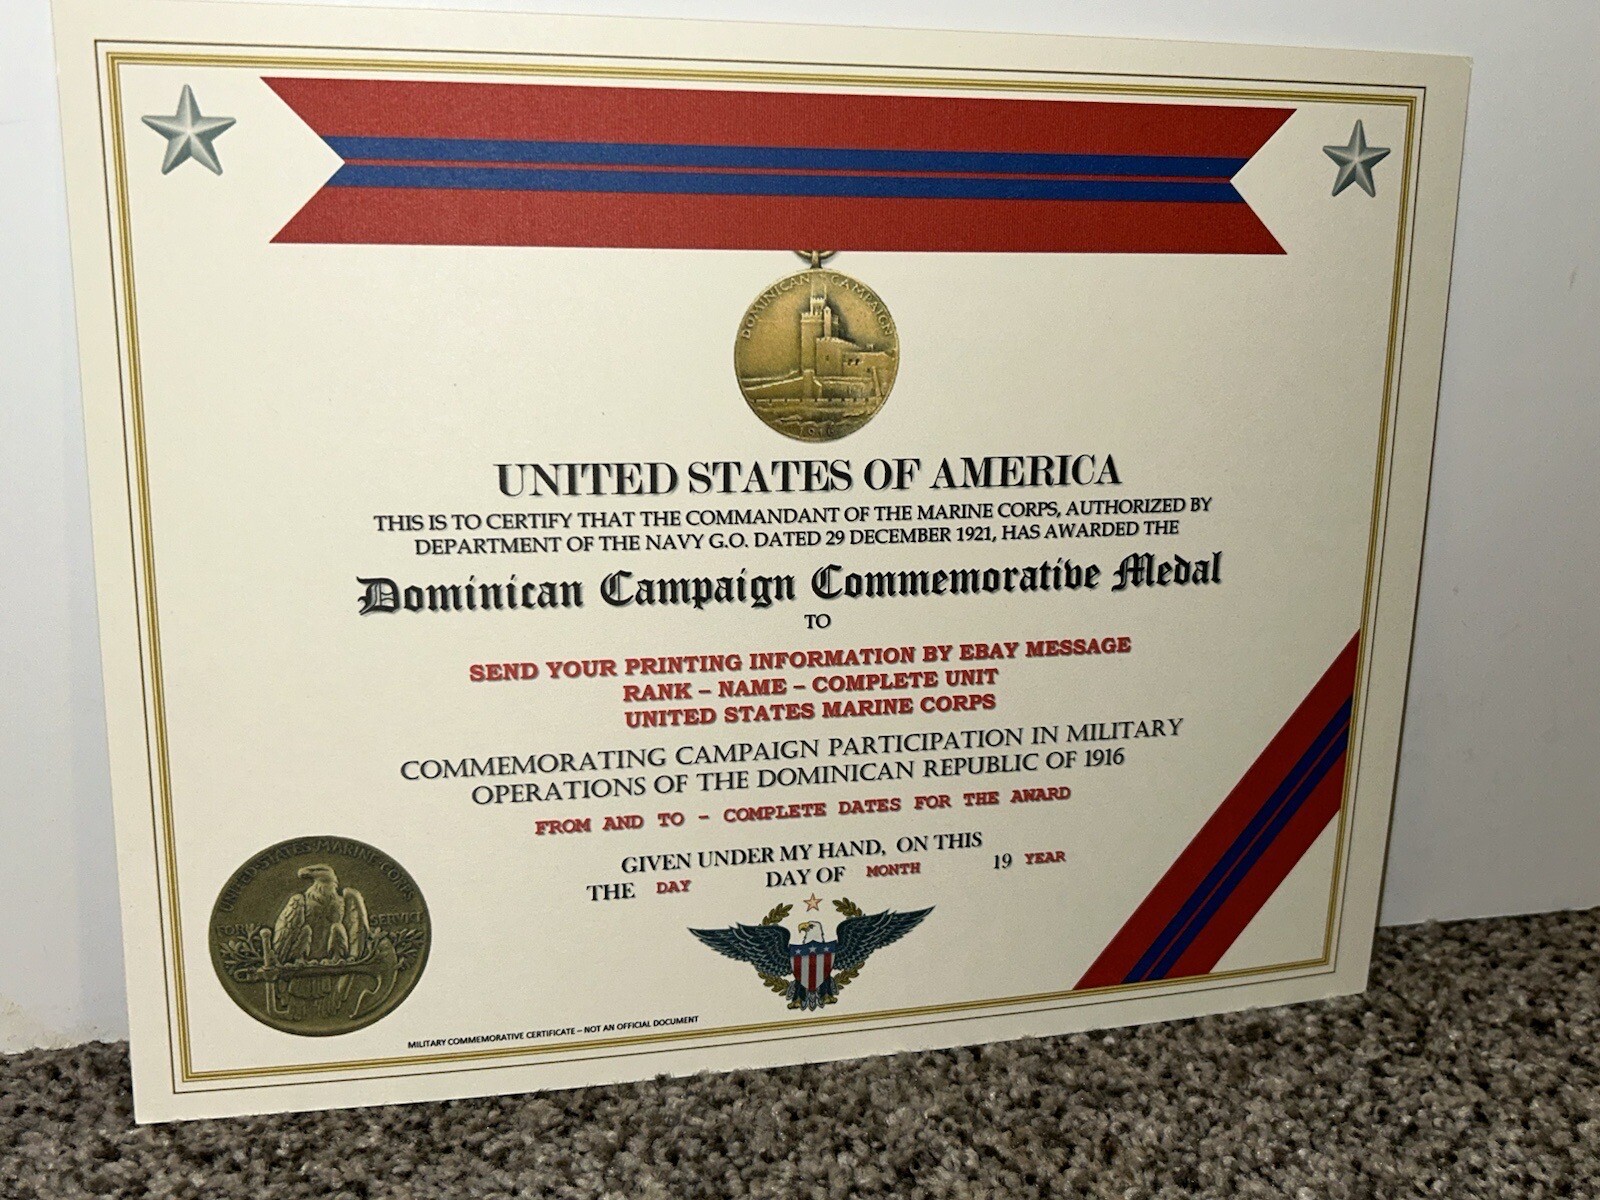 DOMINICAN CAMPAIGN
1916
UNITED STATES OF AMERICA
THIS IS TO CERTIFY THAT THE COMMANDANT OF THE MARINE CORPS, AUTHORIZED BY
DEPARTMENT OF THE NAVY G.O. DATED 29 DECEMBER 1921, HAS AWARDED THE
Dominican Campaign Commemorative Medal
TO
SEND YOUR PRINTING INFORMATION BY EBAY MESSAGE
RANK – NAME – COMPLETE UNIT
UNITED STATES MARINE CORPS
COMMEMORATING CAMPAIGN PARTICIPATION IN MILITARY
OPERATIONS OF THE DOMINICAN REPUBLIC OF 1916
FROM AND TO - COMPLETE DATES FOR THE AWARD
GIVEN UNDER MY HAND, ON THIS
THE DAY DAY OF MONTH 19 YEAR
UNITED·STATES·MARINE·CORPS
FOR SERVICE
MILITARY COMMEMORATIVE CERTIFICATE – NOT AN OFFICIAL DOCUMENT